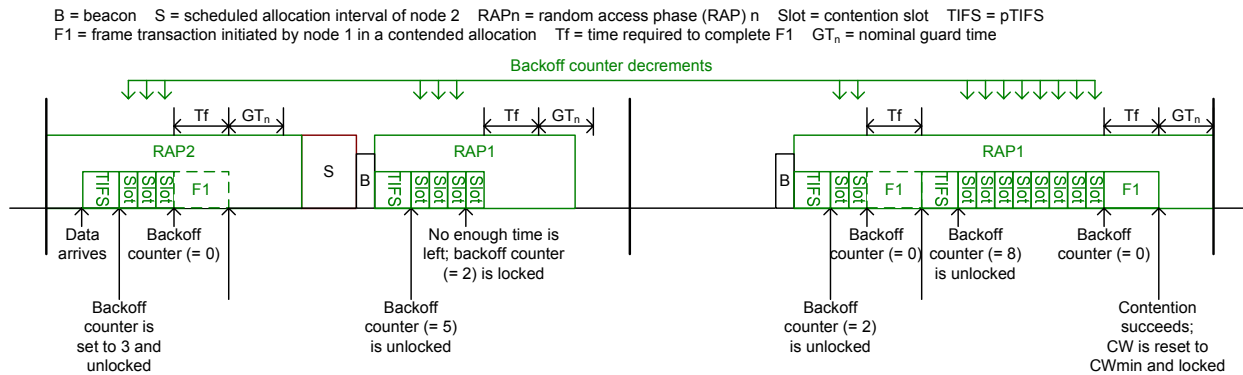 B = beacon S = scheduled allocation interval of node 2 RAPn = random access phase (RAP) n Slot = contention slot TIFS = pTIFS
F1 = frame transaction initiated by node 1 in a contended allocation Tf = time required to complete F1 GTn = nominal guard time
Backoff counter decrements
Tf GTn Tf GTn Tf Tf GTn
RAP2 S B RAP1 B RAP1
TIFS Slot Slot Slot F1 TIFS Slot Slot Slot Slot TIFS Slot Slot F1 TIFS Slot Slot Slot Slot Slot Slot Slot Slot F1
Data
arrives
Backoff
counter (= 0)
No enough time is
left; backoff counter
(= 2) is locked
Backoff
counter (= 0)
Backoff
counter (= 8)
is unlocked
Backoff
counter (= 0)
Backoff
counter is
set to 3 and
unlocked
Backoff
counter (= 5)
is unlocked
Backoff
counter (= 2)
is unlocked
Contention
succeeds;
CW is reset to
CWmin and locked